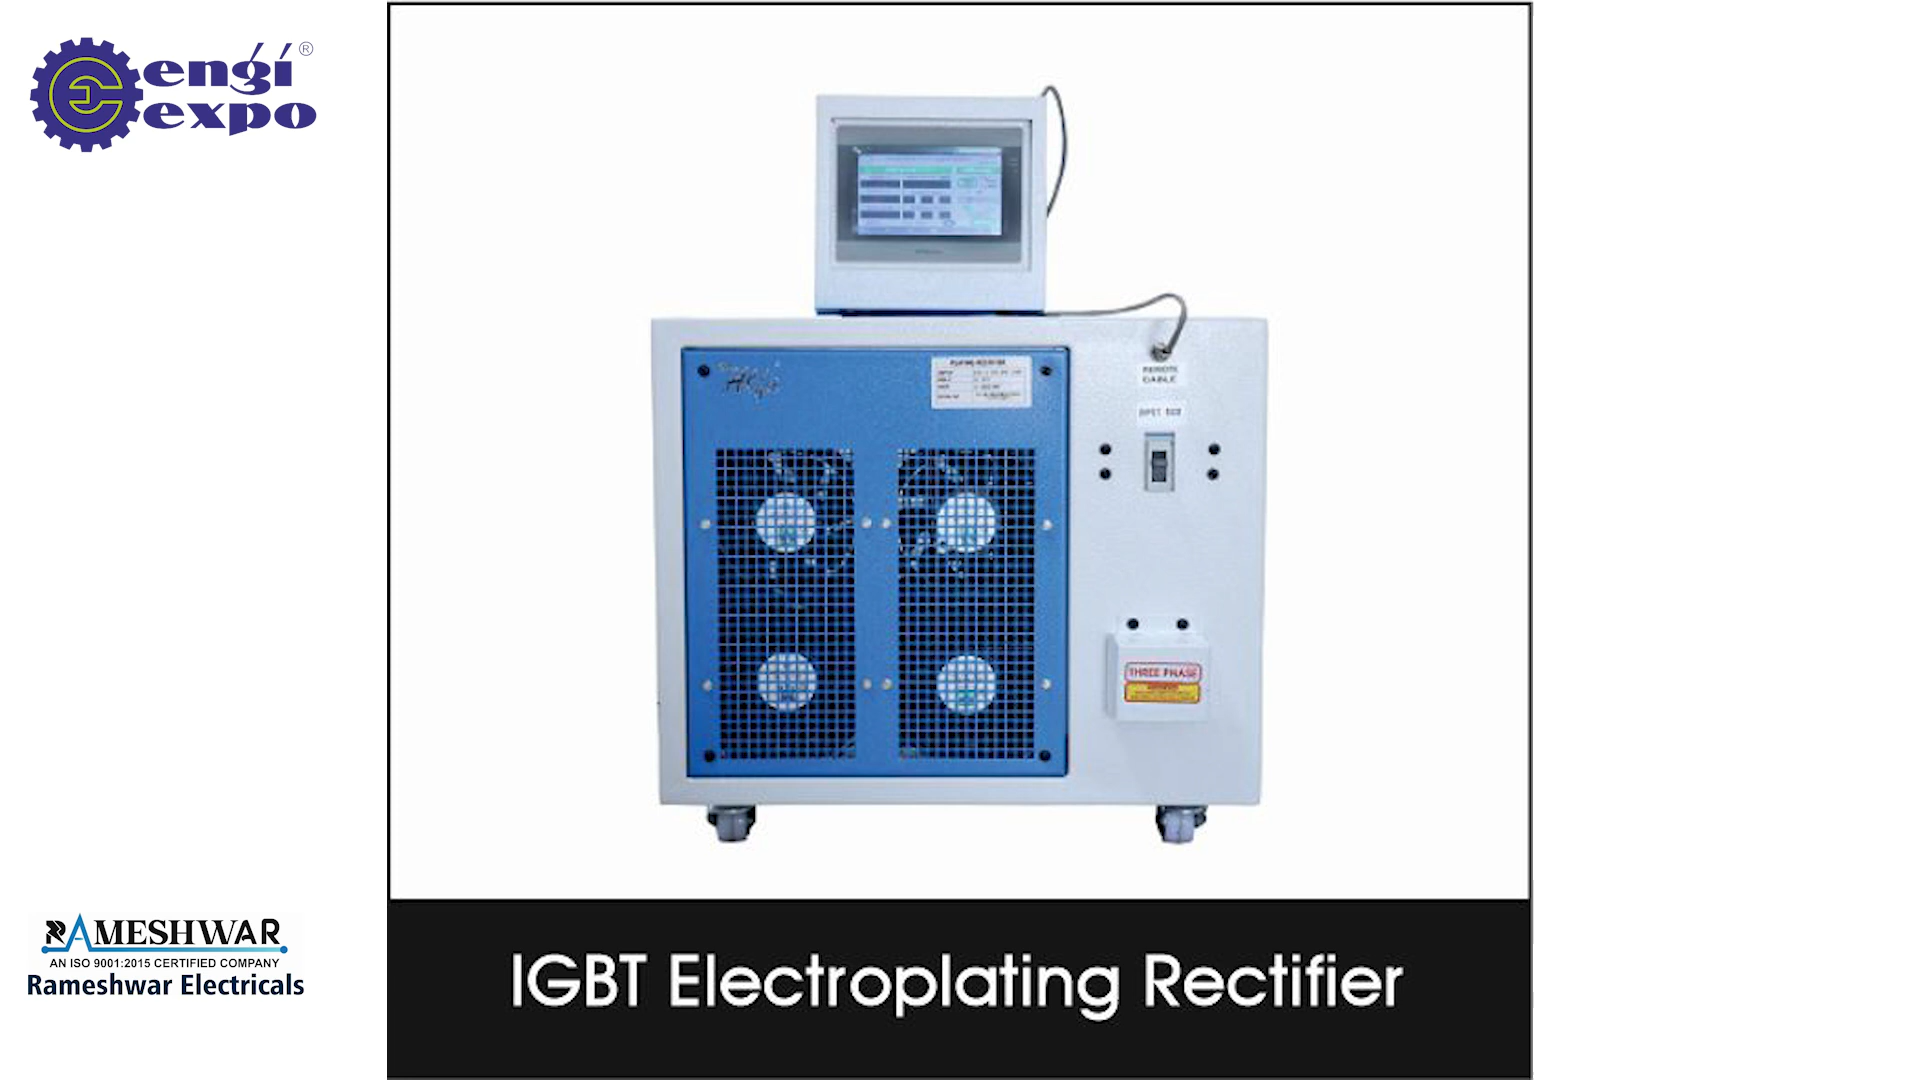 engi
expo
®
REMOTE
CABLE
THREE PHASE
RAMESHWAR
AN ISO 9001:2015 CERTIFIED COMPANY
Rameshwar Electricals
IGBT Electroplating Rectifier